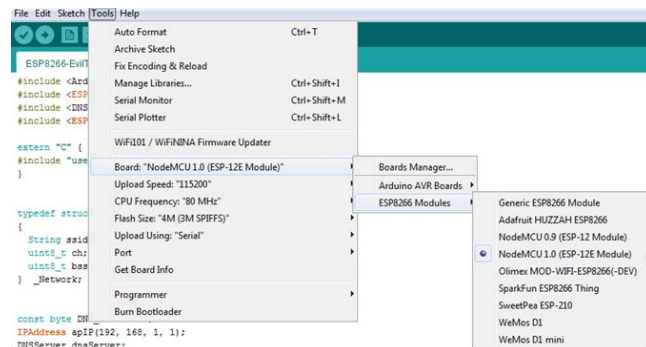 File Edit Sketch Tools Help
ESP8266-EvilT
#include <Ard
#include <ESP
#include <DNS
#include <ESP
extern "C" {
#include "use
}
typedef struc
{
String ssid
uint8_t ch;
uint8_t bss
} _Network;
const byte DN
IPAddress apIP(192, 168, 1, 1);
DNSServer dnsServer;
Auto Format Ctrl+T
Archive Sketch
Fix Encoding & Reload
Manage Libraries... Ctrl+Shift+I
Serial Monitor Ctrl+Shift+M
Serial Plotter Ctrl+Shift+L
WiFi101 / WiFiNINA Firmware Updater
Board: "NodeMCU 1.0 (ESP-12E Module)"
Upload Speed: "115200"
CPU Frequency: "80 MHz"
Flash Size: "4M (3M SPIFFS)"
Upload Using: "Serial"
Port
Get Board Info
Programmer
Burn Bootloader
Boards Manager...
Arduino AVR Boards
ESP8266 Modules
Generic ESP8266 Module
Adafruit HUZZAH ESP8266
NodeMCU 0.9 (ESP-12 Module)
NodeMCU 1.0 (ESP-12E Module)
Olimex MOD-WIFI-ESP8266(-DEV)
SparkFun ESP8266 Thing
SweetPea ESP-210
WeMos D1
WeMos D1 mini